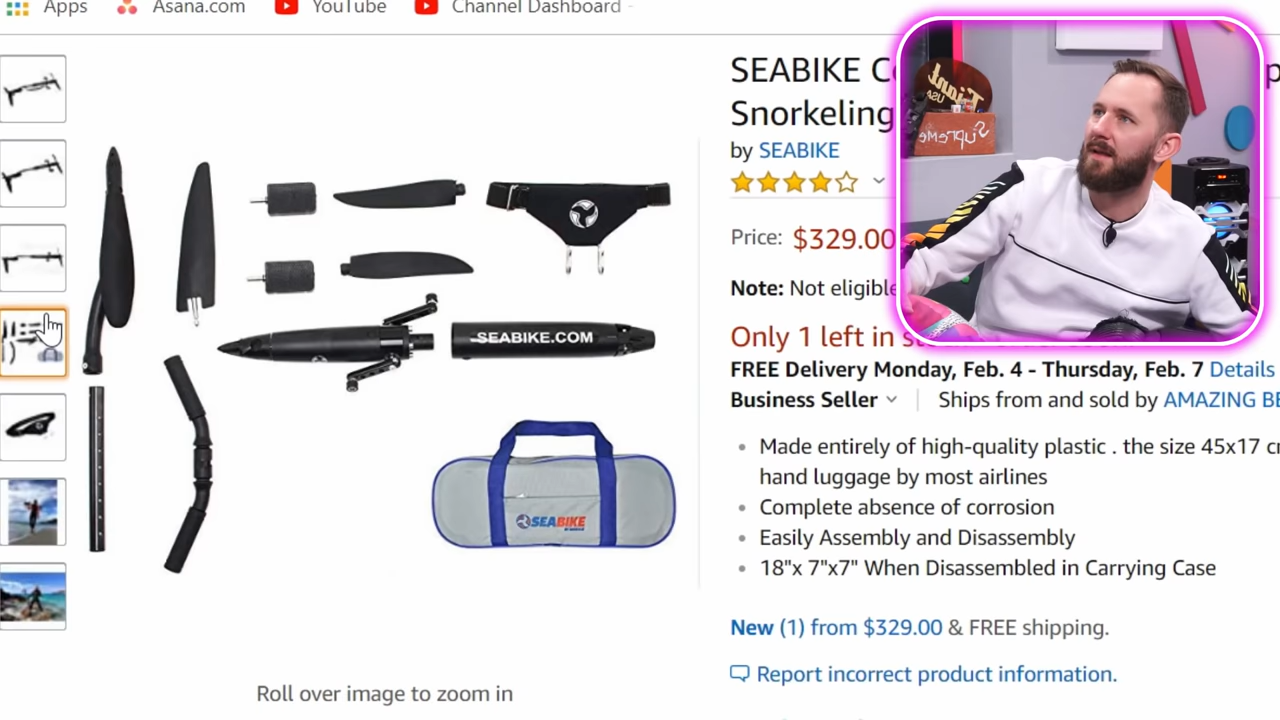 Apps Asana.com YouTube Channel Dashboard -
SEABIKE
Snorkeling
by SEABIKE
Price: $329.00
Note: Not eligible
Only 1 left in
FREE Delivery Monday, Feb. 4 - Thursday, Feb. 7 Details
Business Seller Ships from and sold by AMAZING
• Made entirely of high-quality plastic . the size 45x17
hand luggage by most airlines
• Complete absence of corrosion
• Easily Assembly and Disassembly
• 18"x 7"x7" When Disassembled in Carrying Case
New (1) from $329.00 & FREE shipping.
Report incorrect product information.
SEABIKE.COM
SEABIKE
Roll over image to zoom in
Giant
USA
Supreme